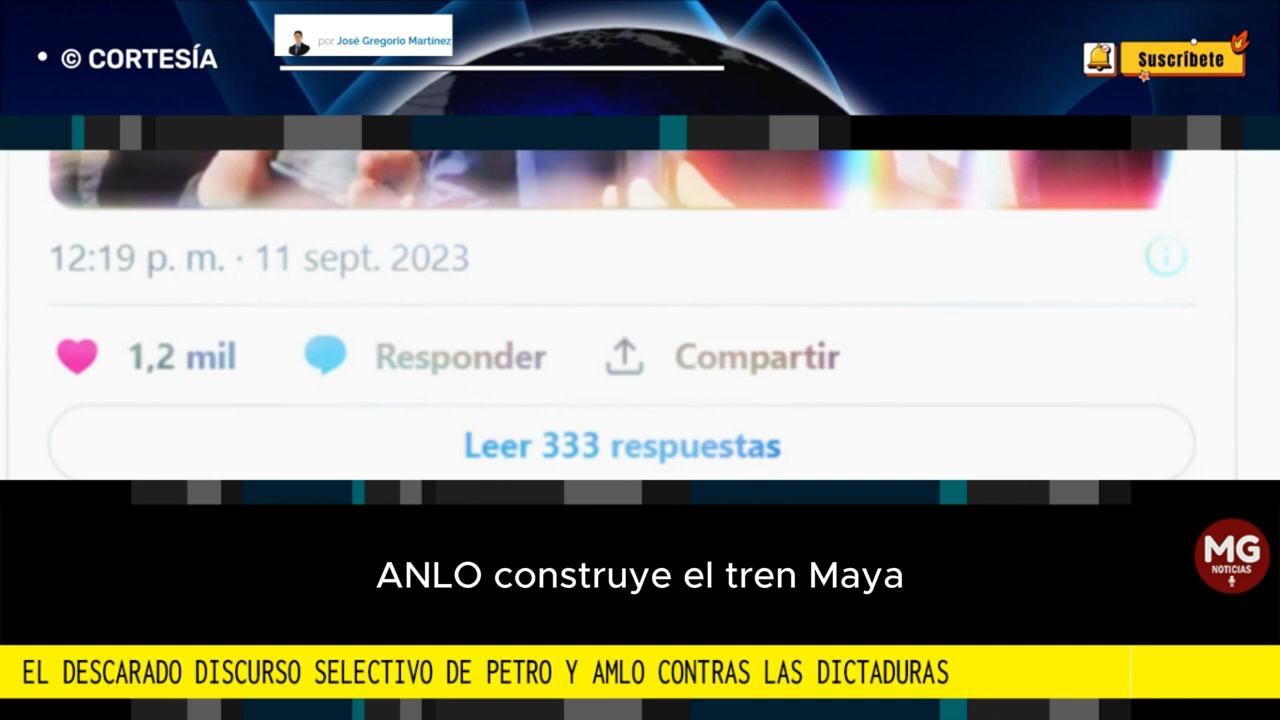 • © CORTESÍA
por José Gregorio Martínez
Suscríbete
12:19 p. m. · 11 sept. 2023
1,2 mil
Responder
Compartir
Leer 333 respuestas
ANLO construye el tren Maya
MG
NOTICIAS
EL DESCARADO DISCURSO SELECTIVO DE PETRO Y AMLO CONTRAS LAS DICTADURAS